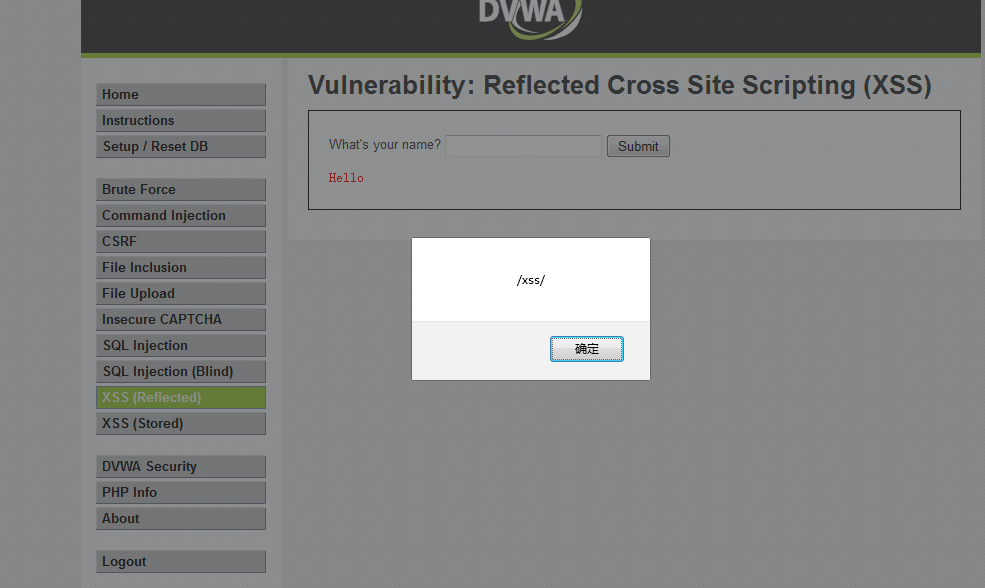 DVWA
Home
Instructions
Setup / Reset DB
Brute Force
Command Injection
CSRF
File Inclusion
File Upload
Insecure CAPTCHA
SQL Injection
SQL Injection (Blind)
XSS (Reflected)
XSS (Stored)
DVWA Security
PHP Info
About
Logout
Vulnerability: Reflected Cross Site Scripting (XSS)
What's your name? Submit
Hello
/xss/
确定